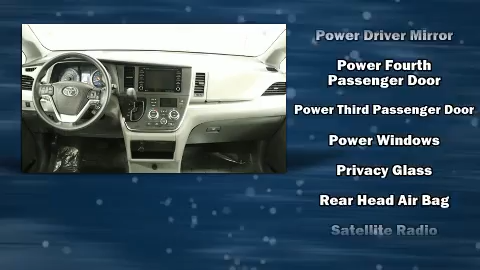 Power Driver Mirror
Power Fourth
Passenger Door
Power Third Passenger Door
Power Windows
Privacy Glass
Rear Head Air Bag
Satellite Radio